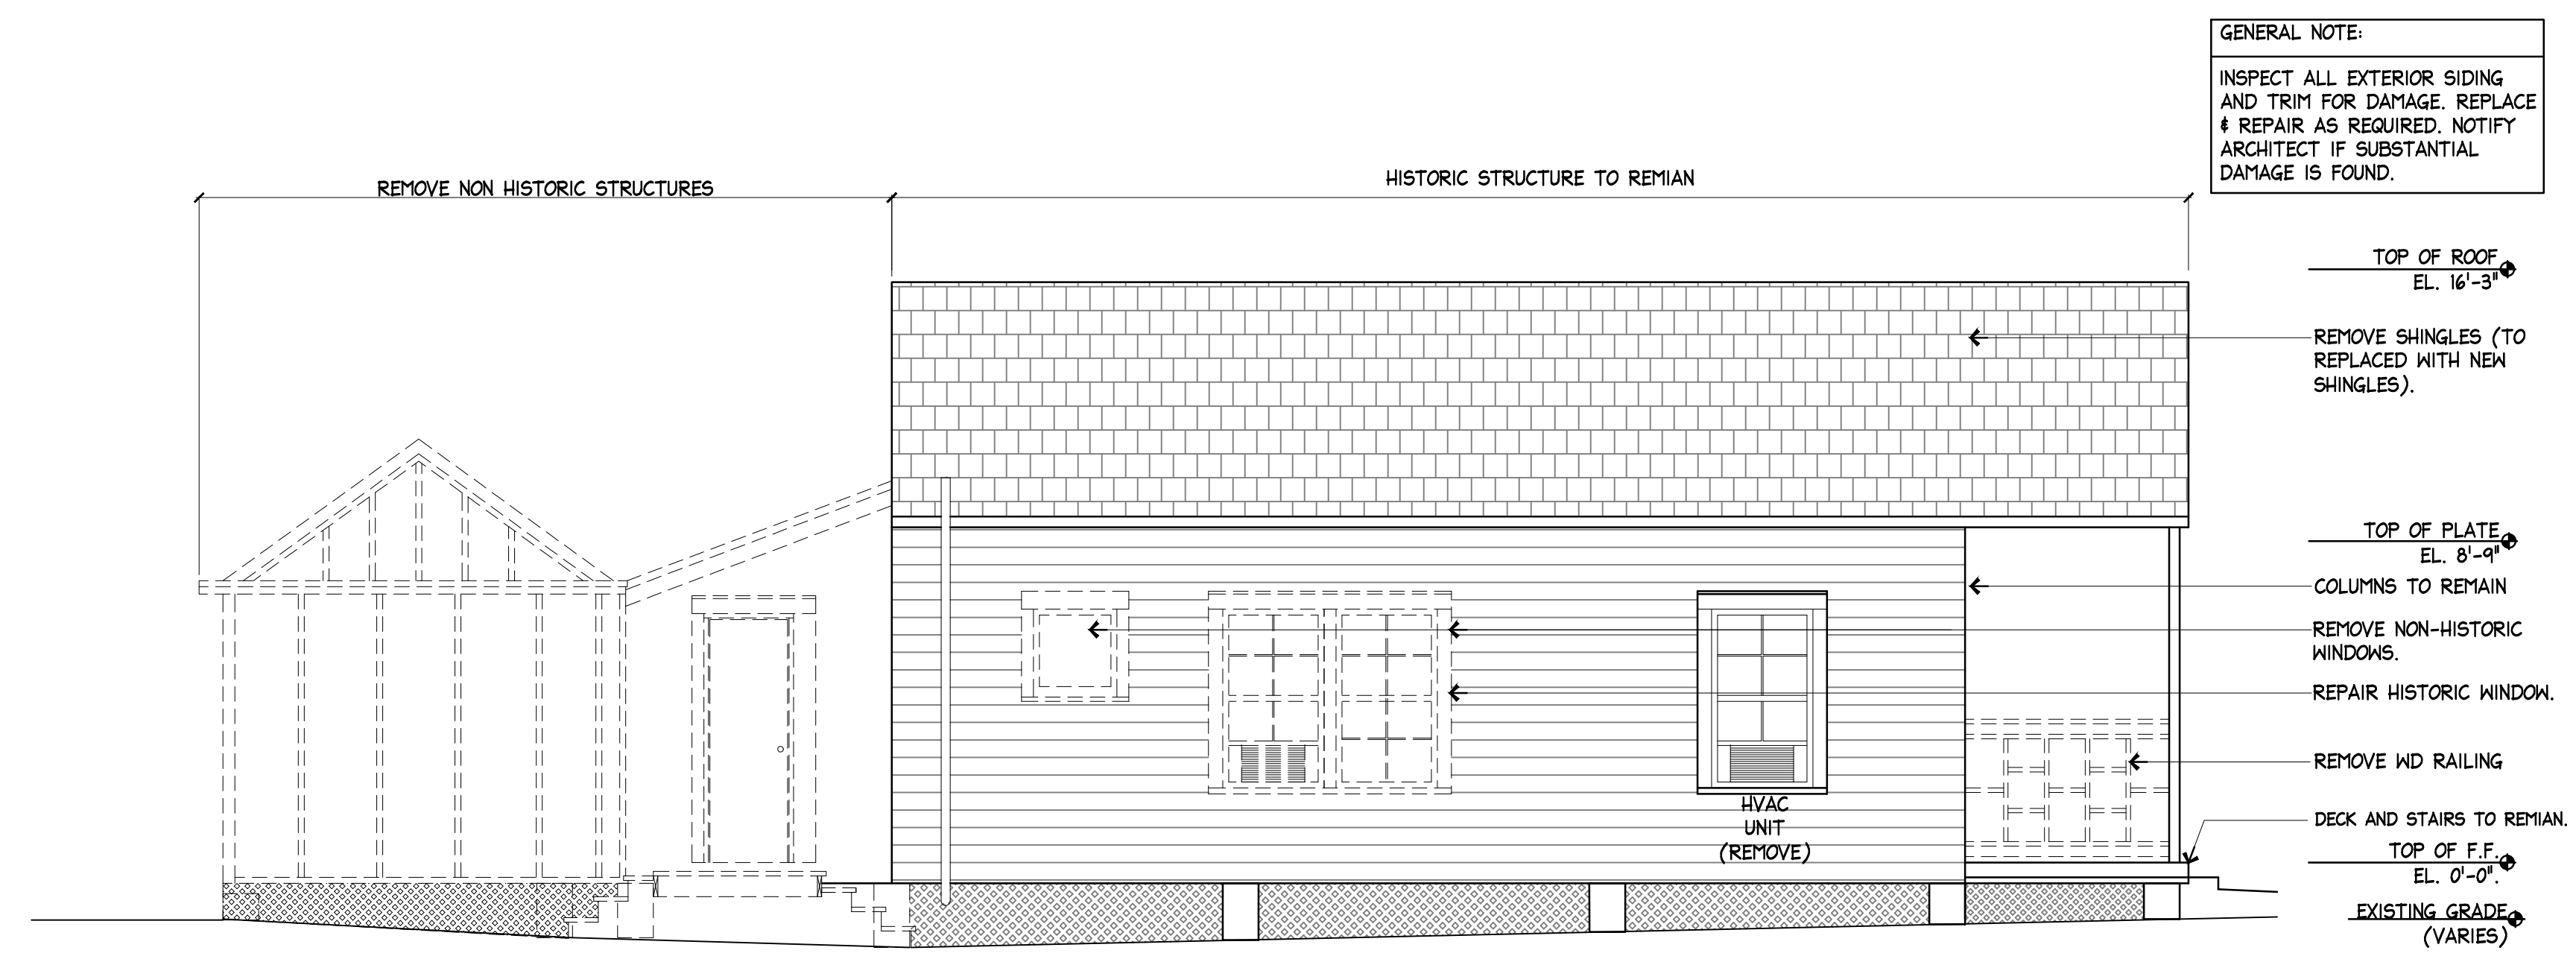 GENERAL NOTE:
INSPECT ALL EXTERIOR SIDING
AND TRIM FOR DAMAGE. REPLACE
& REPAIR AS REQUIRED. NOTIFY
ARCHITECT IF SUBSTANTIAL
DAMAGE IS FOUND.
REMOVE NON HISTORIC STRUCTURES
HISTORIC STRUCTURE TO REMIAN
TOP OF ROOF
EL. 16'-3"
REMOVE SHINGLES (TO
REPLACED WITH NEW
SHINGLES).
TOP OF PLATE
EL. 8'-9"
COLUMNS TO REMAIN
REMOVE NON-HISTORIC
WINDOWS.
REPAIR HISTORIC WINDOW.
REMOVE WD RAILING
HVAC
UNIT
(REMOVE)
DECK AND STAIRS TO REMIAN.
TOP OF F.F.
EL. 0'-0".
EXISTING GRADE
(VARIES)